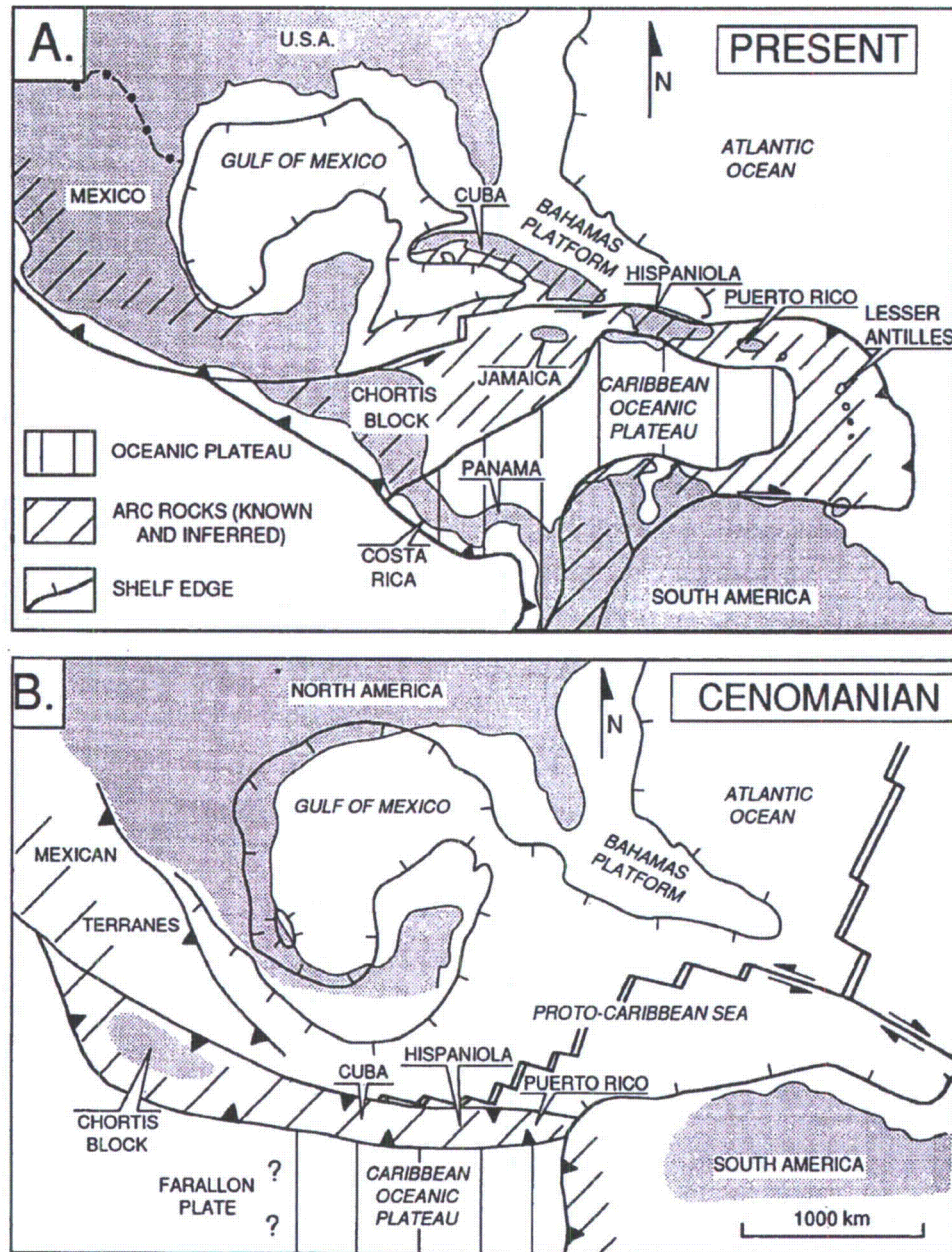 A.
U.S.A.
N
PRESENT
GULF OF MEXICO
ATLANTIC
OCEAN
MEXICO
CUBA
BAHAMAS
PLATFORM
HISPANIOLA
PUERTO RICO
LESSER
ANTILLES
JAMAICA
CHORTIS
BLOCK
CARIBBEAN
OCEANIC
PLATEAU
OCEANIC PLATEAU
PANAMA
ARC ROCKS (KNOWN
AND INFERRED)
COSTA
RICA
SHELF EDGE
SOUTH AMERICA
B.
NORTH AMERICA
N
CENOMANIAN
GULF OF MEXICO
ATLANTIC
OCEAN
MEXICAN
TERRANES
BAHAMAS
PLATFORM
PROTO-CARIBBEAN SEA
HISPANIOLA
CUBA
PUERTO RICO
CHORTIS
BLOCK
FARALLON
PLATE
?
?
CARIBBEAN
OCEANIC
PLATEAU
SOUTH AMERICA
1000 km